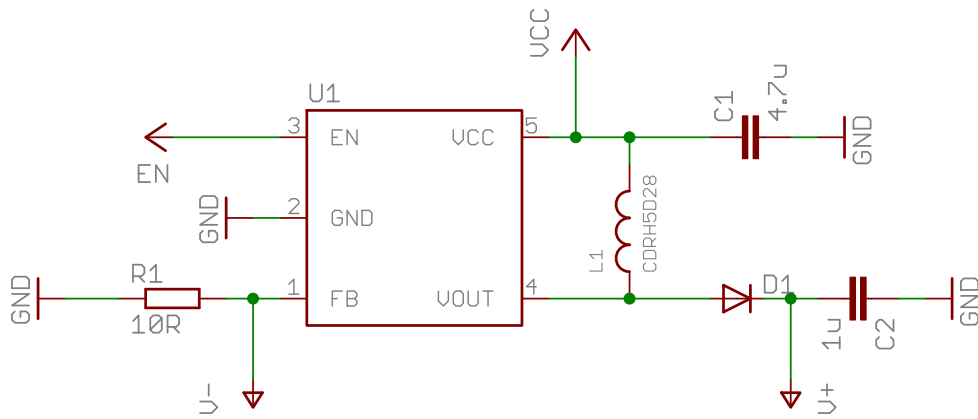 VCC
U1
C1
4.7u
3
EN
VCC
5
GND
EN
2
GND
GND
L1
CDRH5D28
GND
R1
10R
1
FB
VOUT
4
D1
1u
C2
GND
V-
V+